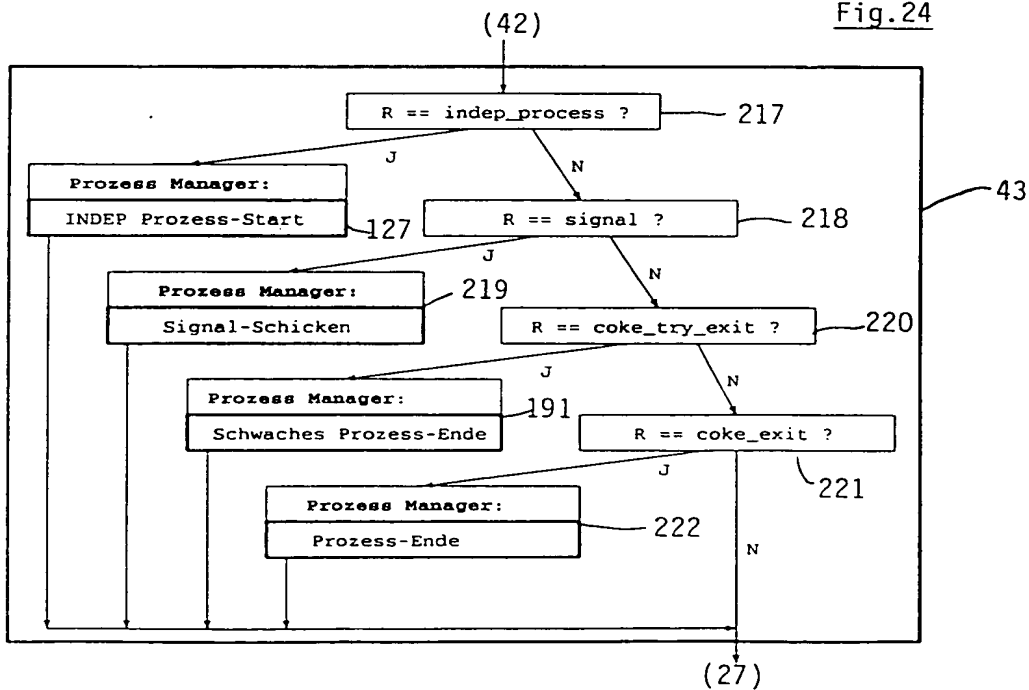 Fig.24
(42)
R == indep_process ?
217
J
N
Prozess Manager:
INDEP Prozess-Start
127
R == signal ?
218
43
J
N
Prozess Manager:
Signal-Schicken
219
R == coke_try_exit ?
220
J
N
Prozess Manager:
Schwaches Prozess-Ende
191
R == coke_exit ?
221
J
N
Prozess Manager:
Prozess-Ende
222
(27)